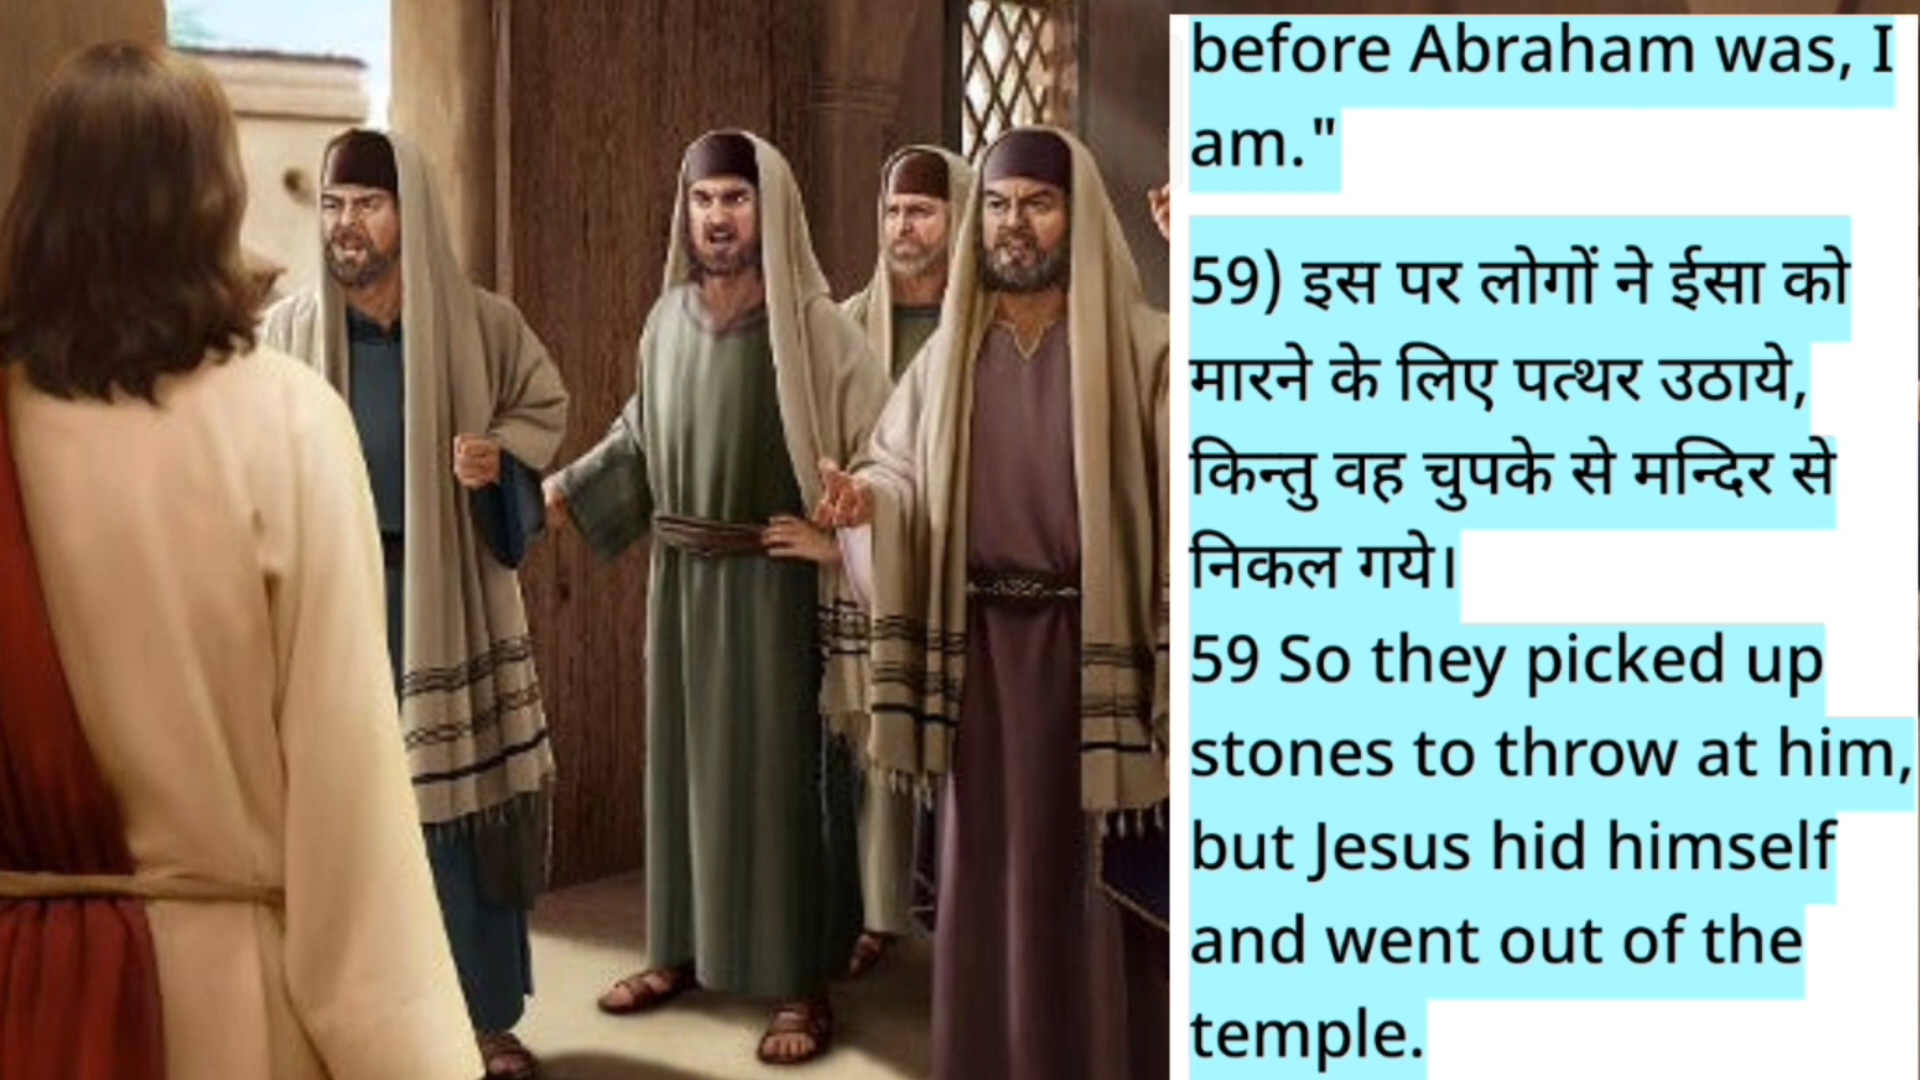 before Abraham was, I
am."
59) इस पर लोगों ने ईसा को
मारने के लिए पत्थर उठाये,
किन्तु वह चुपके से मन्दिर से
निकल गये।
59 So they picked up
stones to throw at him,
but Jesus hid himself
and went out of the
temple.